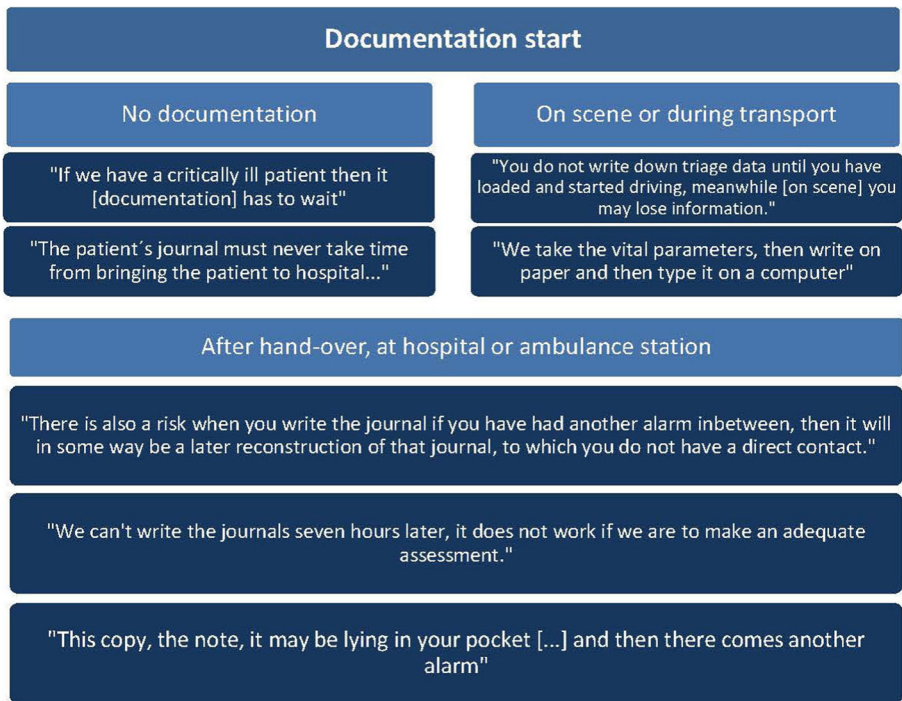 Documentation start
No documentation
"If we have a critically ill patient then it
[documentation] has to wait"
"The patient´s journal must never take time
from bringing the patient to hospital..."
On scene or during transport
"You do not write down triage data until you have
loaded and started driving, meanwhile [on scene] you
may lose information."
"We take the vital parameters, then write on
paper and then type it on a computer"
After hand-over, at hospital or ambulance station
"There is also a risk when you write the journal if you have had another alarm inbetween, then it will
in some way be a later reconstruction of that journal, to which you do not have a direct contact."
"We can't write the journals seven hours later, it does not work if we are to make an adequate
assessment."
"This copy, the note, it may be lying in your pocket [...] and then there comes another
alarm"